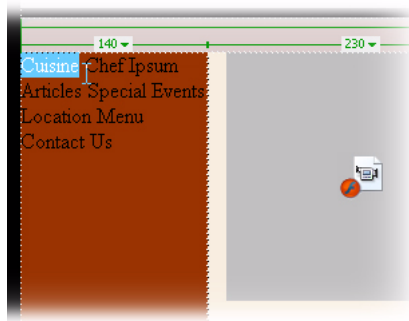 140 230
Cuisine Chef Ipsum
Articles Special Events
Location Menu
Contact Us